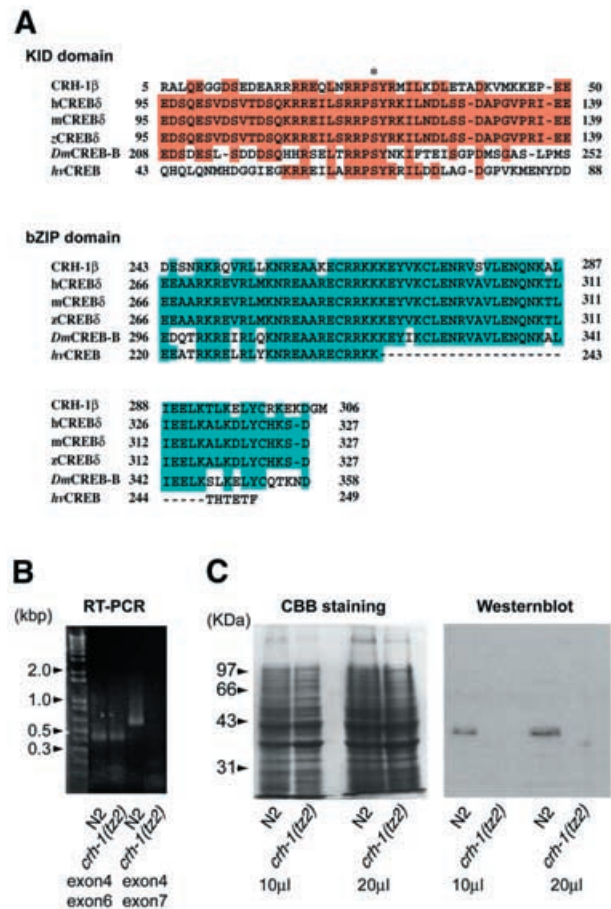 A
KID domain
*
CRH-1β 5 RALQEGGDSEDEARRRREQLNRRPSYRMILKDLETADKVMKKEP-EE 50
hCREBδ 95 EDSQESVDSVTDSQKRREILSRRPSYRKILNDLSS-DAPGVPRI-EE 139
mCREBδ 95 EDSQESVDSVTDSQKRREILSRRPSYRKILNDLSS-DAPGVPRI-EE 139
zCREBδ 95 EDSQESVDSVTDSQKRREILSRRPSYRKILNDLSS-DAPGVPRI-EE 139
DmCREB-B 208 EDSDESL-SDDDSQHHRSELTRRPSYNKIFTEISGPDMSGAS-LPMS 252
hvCREB 43 QHQLQNMHDGGIEGKRREILARRPSYRRILDDLAG-DGPVKMENYDD 88
bZIP domain
CRH-1β 243 DESNRKRQVRLLKNREAAKECRRKKKEYVKCLENRVSVLENQNKAL 287
hCREBδ 266 EEAARKREVRLMKNREAARECRRKKKEYVKCLENRVAVLENQNKTL 311
mCREBδ 266 EEAARKREVRLMKNREAARECRRKKKEYVKCLENRVAVLENQNKTL 311
zCREBδ 266 EEAARKREVRLMKNREAARECRRKKKEYVKCLENRVAVLENQNKTL 311
DmCREB-B 296 EDQTRKREIRLQKNREAARECRRKKKEYIKCLENRVAVLENQNKAL 341
hvCREB 220 EEATRKRELRLYKNREAARECRRKK--------------------- 243
CRH-1β 288 IEELKTLKELYCRKEKDGM 306
hCREBδ 326 IEELKALKDLYCHKS-D 327
mCREBδ 312 IEELKALKDLYCHKS-D 327
zCREBδ 312 IEELKALKDLYCHKS-D 327
DmCREB-B 342 IEELKSLKELYCQTKND 358
hvCREB 244 -----THTETF 249
B
RT-PCR
(kbp)
2.0
1.0
0.5
0.3
N2
crh-1(tz2)
N2
crh-1(tz2)
exon4 exon4
exon6 exon7
C
CBB staining Westernblot
(KDa)
97
66
43
31
N2
crh-1(tz2)
N2
crh-1(tz2)
N2
crh-1(tz2)
N2
crh-1(tz2)
10µl 20µl 10µl 20µl